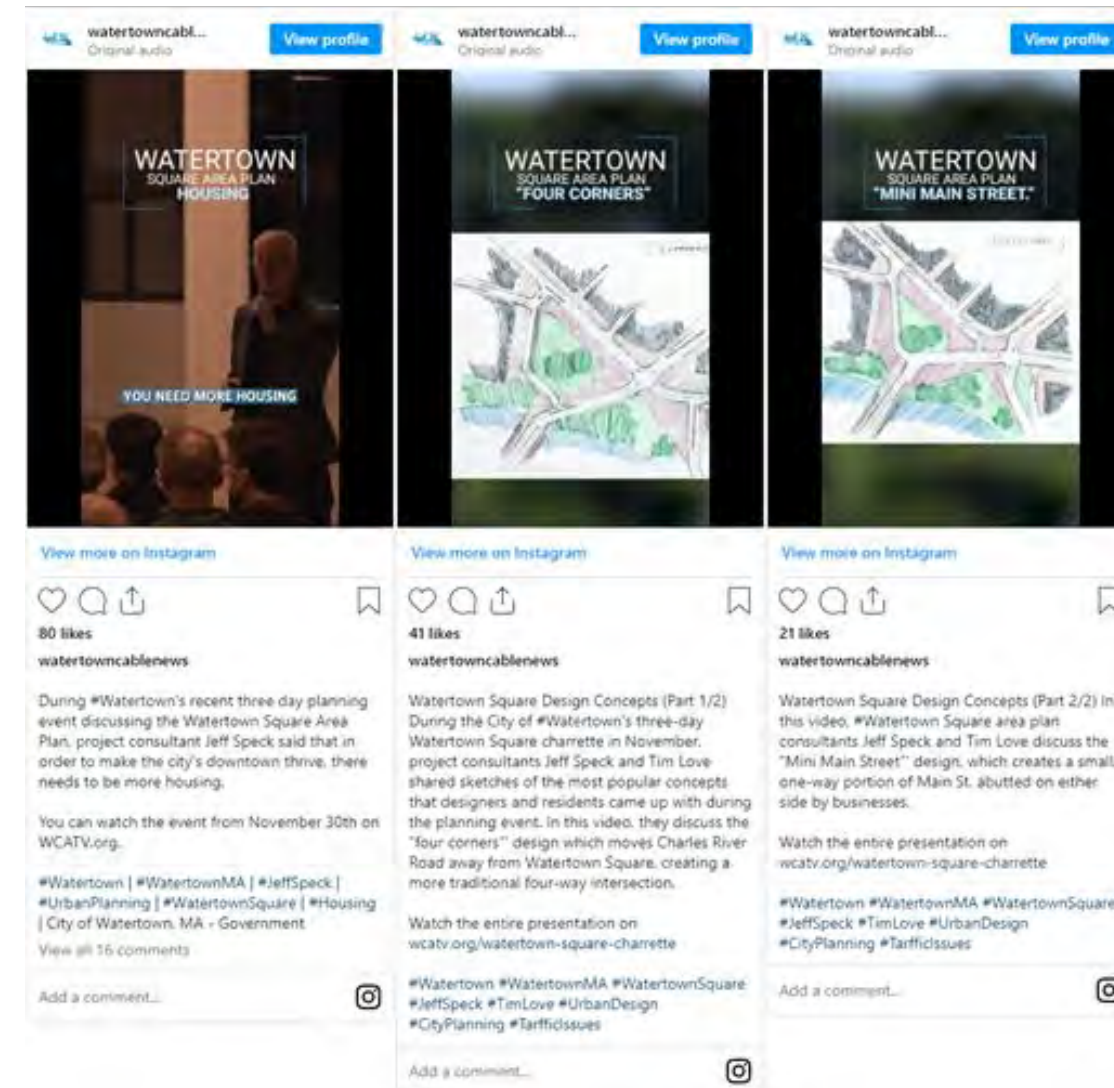 watertowncabl...
Original audio
View profile
WATERTOWN
SQUARE AREA PLAN
HOUSING
YOU NEED MORE HOUSING
View more on Instagram
80 likes
watertowncablenews
During #Watertown's recent three day planning
event discussing the Watertown Square Area
Plan, project consultant Jeff Speck said that in
order to make the city's downtown thrive, there
needs to be more housing.
You can watch the event from November 30th on
WCATV.org.
#Watertown | #WatertownMA | #JeffSpeck |
#UrbanPlanning | #WatertownSquare | #Housing
| City of Watertown, MA - Government
View all 16 comments
Add a comment...
watertowncabl...
Original audio
View profile
WATERTOWN
SQUARE AREA PLAN
"FOUR CORNERS"
View more on Instagram
41 likes
watertowncablenews
Watertown Square Design Concepts (Part 1/2)
During the City of #Watertown's three-day
Watertown Square charrette in November,
project consultants Jeff Speck and Tim Love
shared sketches of the most popular concepts
that designers and residents came up with during
the planning event. In this video, they discuss the
"four corners"' design which moves Charles River
Road away from Watertown Square, creating a
more traditional four-way intersection.
Watch the entire presentation on
wcatv.org/watertown-square-charrette
#Watertown #WatertownMA #WatertownSquare
#JeffSpeck #TimLove #UrbanDesign
#CityPlanning #TarfficIssues
Add a comment...
watertowncabl...
Original audio
View profile
WATERTOWN
SQUARE AREA PLAN
"MINI MAIN STREET."
View more on Instagram
21 likes
watertowncablenews
Watertown Square Design Concepts (Part 2/2) In
this video, #Watertown Square area plan
consultants Jeff Speck and Tim Love discuss the
"Mini Main Street"' design, which creates a small
one-way portion of Main St. abutted on either
side by businesses.
Watch the entire presentation on
wcatv.org/watertown-square-charrette
#Watertown #WatertownMA #WatertownSquare
#JeffSpeck #TimLove #UrbanDesign
#CityPlanning #TarfficIssues
Add a comment...